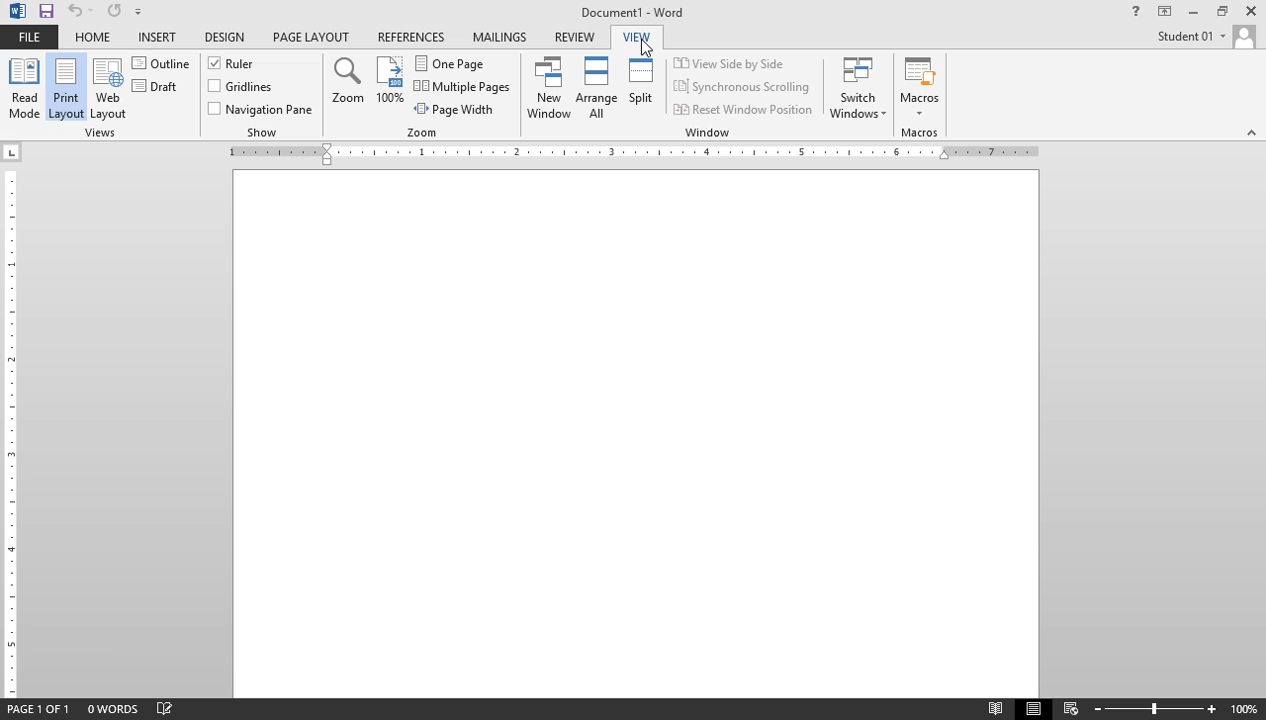 Document1 - Word
?
FILE HOME INSERT DESIGN PAGE LAYOUT REFERENCES MAILINGS REVIEW VIEW Student 01
Read Mode
Print Layout
Web Layout
Outline
Draft
Views
Ruler
Gridlines
Navigation Pane
Show
Zoom
100
100%
One Page
Multiple Pages
Page Width
Zoom
New Window
Arrange All
Split
View Side by Side
Synchronous Scrolling
Reset Window Position
Switch Windows
Window
Macros
Macros
L
1 1 2 3 4 5 6 7
1
2
3
4
5
PAGE 1 OF 1 0 WORDS - + 100%